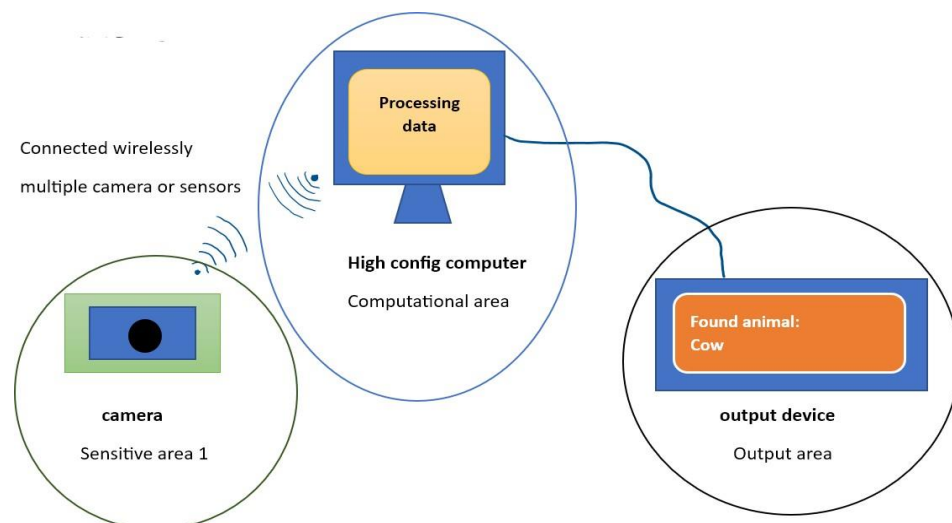 Processing
data
Connected wirelessly
multiple camera or sensors
High config computer
Computational area
Found animal:
Cow
camera
Sensitive area 1
output device
Output area